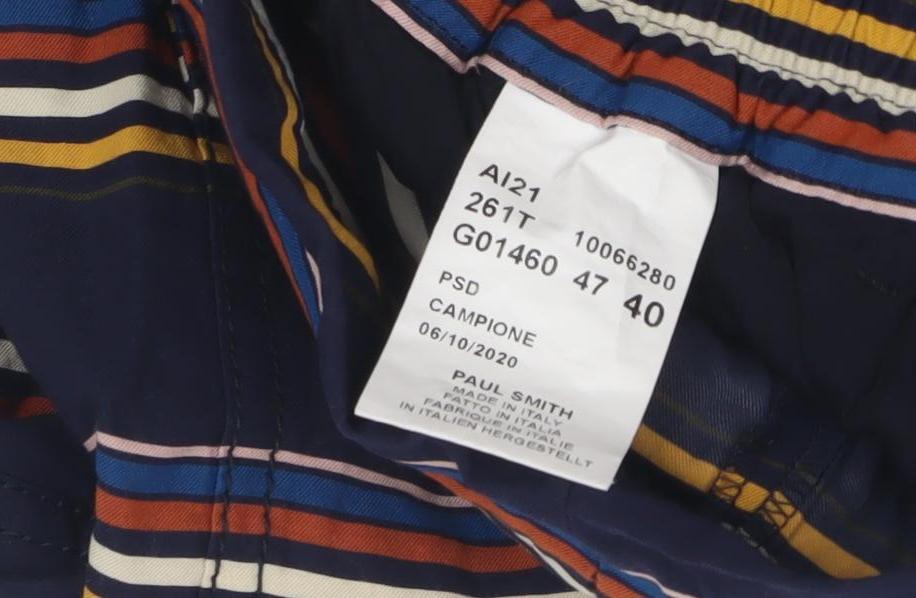 AI21
261T 10066280
G01460 47 40
PSD
CAMPIONE
06/10/2020
PAUL SMITH
MADE IN ITALY
FATTO IN ITALIA
FABRIQUE IN ITALIE
IN ITALIEN HERGESTELLT